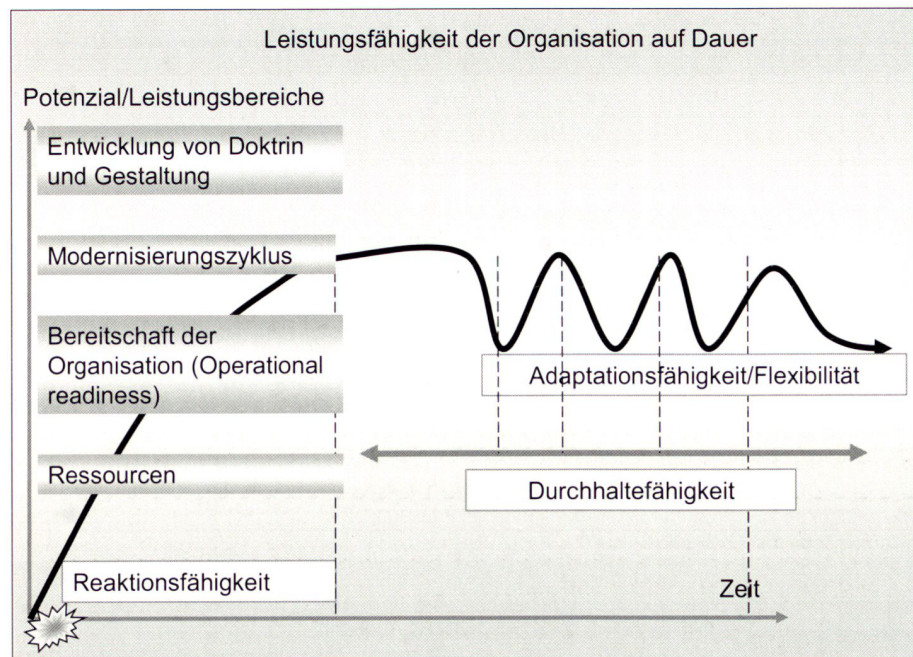 Leistungsfähigkeit der Organisation auf Dauer
Potenzial/Leistungsbereiche
Entwicklung von Doktrin
und Gestaltung
Modernisierungszyklus
Bereitschaft der
Organisation (Operational
readiness)
Adaptationsfähigkeit/Flexibilität
Ressourcen
Durchhaltefähigkeit
Reaktionsfähigkeit
Zeit